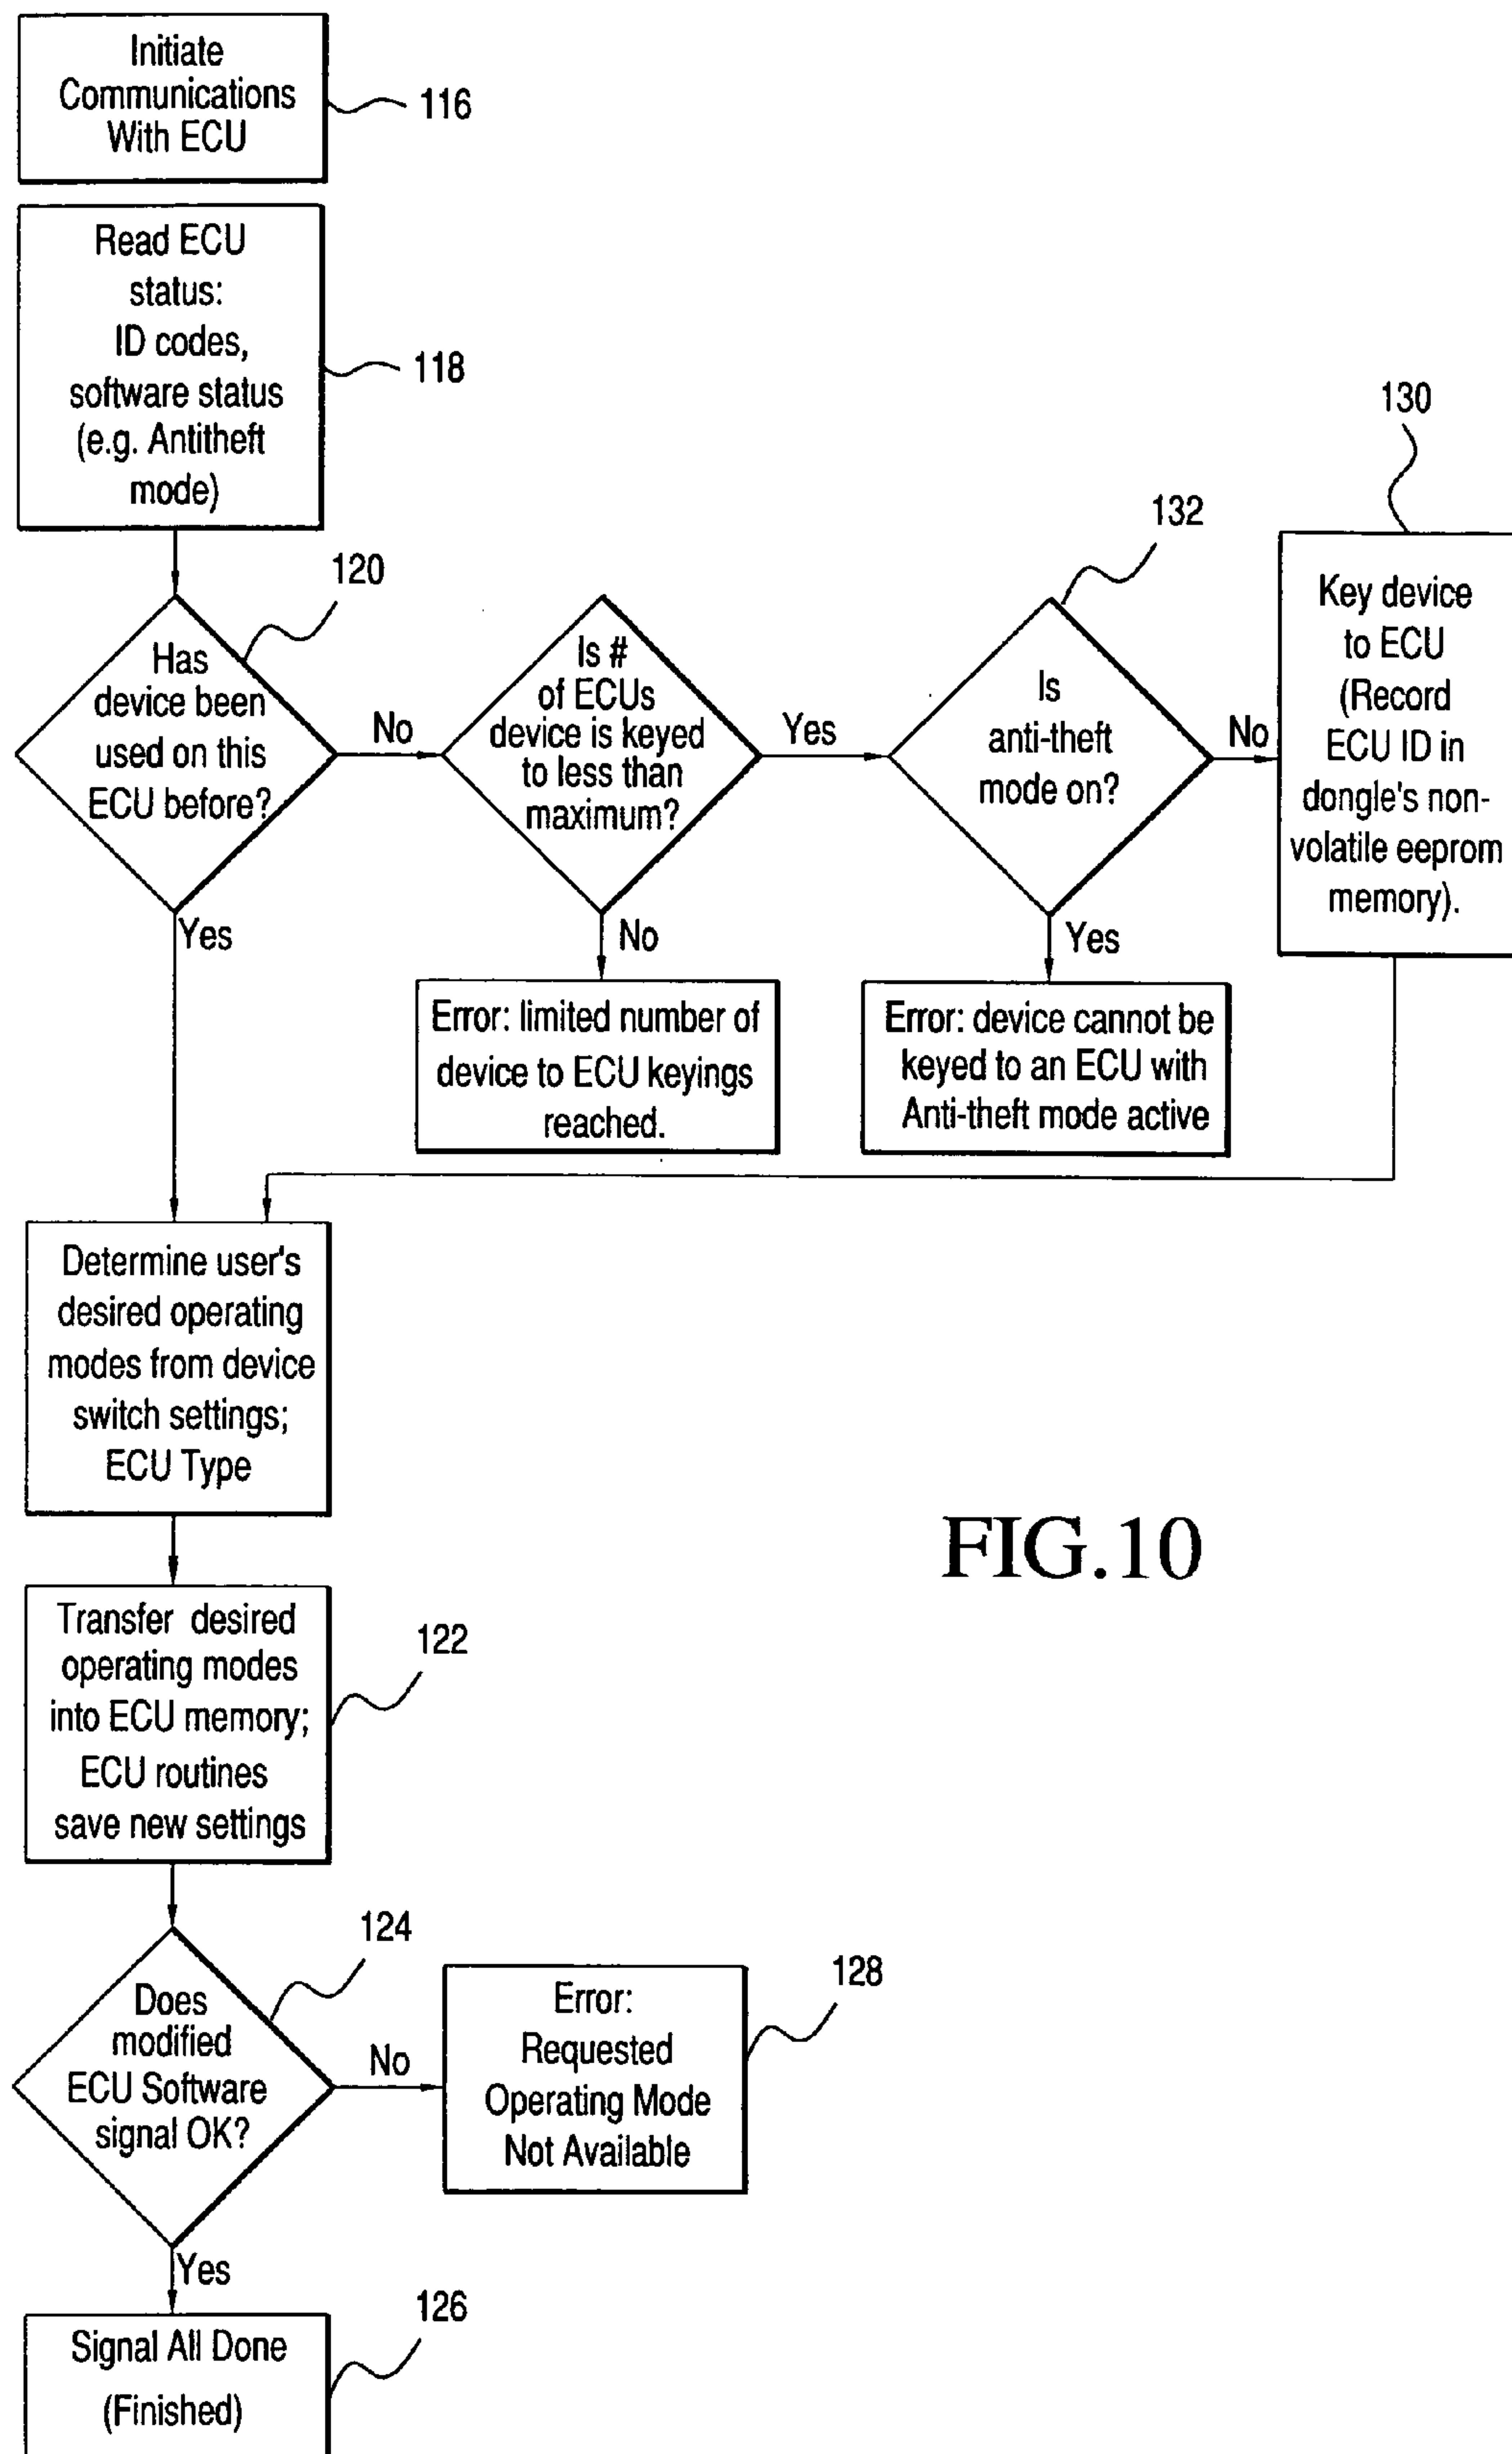 Initiate
Communications
With ECU
116
Read ECU
status:
ID codes,
software status
(e.g. Antitheft
mode)
118
120
Has
device been
used on this
ECU before?
No
Yes
Is #
of ECUs
device is keyed
to less than
maximum?
Yes
No
132
Is
anti-theft
mode on?
No
Yes
130
Key device
to ECU
(Record
ECU ID in
dongle's non-
volatile eeprom
memory).
Error: limited number of
device to ECU keyings
reached.
Error: device cannot be
keyed to an ECU with
Anti-theft mode active
Determine user's
desired operating
modes from device
switch settings;
ECU Type
FIG.10
Transfer desired
operating modes
into ECU memory;
ECU routines
save new settings
122
124
Does
modified
ECU Software
signal OK?
No
Yes
Error:
Requested
Operating Mode
Not Available
128
Signal All Done
(Finished)
126